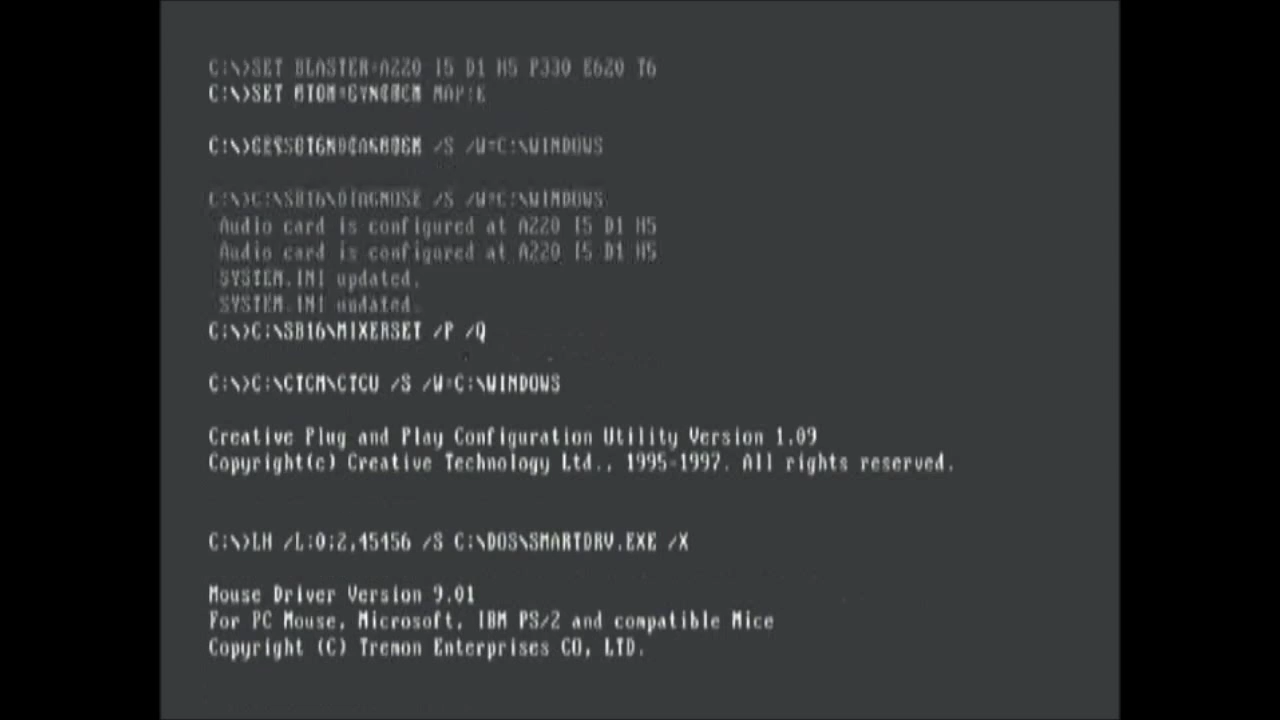 C:\>SET BLASTER=A220 I5 D1 H5 P330 E620 T6
C:\>SET MAP:E
C:\> /S /W=C:\WINDOWS
C:\>C:\SB16\DIAGNOSE /S /W=C:\WINDOWS
Audio card is configured at A220 I5 D1 H5
Audio card is configured at A220 I5 D1 H5
SYSTEM.INI updated.
SYSTEM.INI updated.
C:\>C:\SB16\MIXERSET /P /Q
C:\>C:\CTCM\CTCU /S /W=C:\WINDOWS
Creative Plug and Play Configuration Utility Version 1.09
Copyright(c) Creative Technology Ltd., 1995-1997. All rights reserved.
C:\>LH /L:0;2,45456 /S C:\DOS\SMARTDRV.EXE /X
Mouse Driver Version 9.01
For PC Mouse, Microsoft, IBM PS/2 and compatible Mice
Copyright (C) Tremon Enterprises CO, LTD.